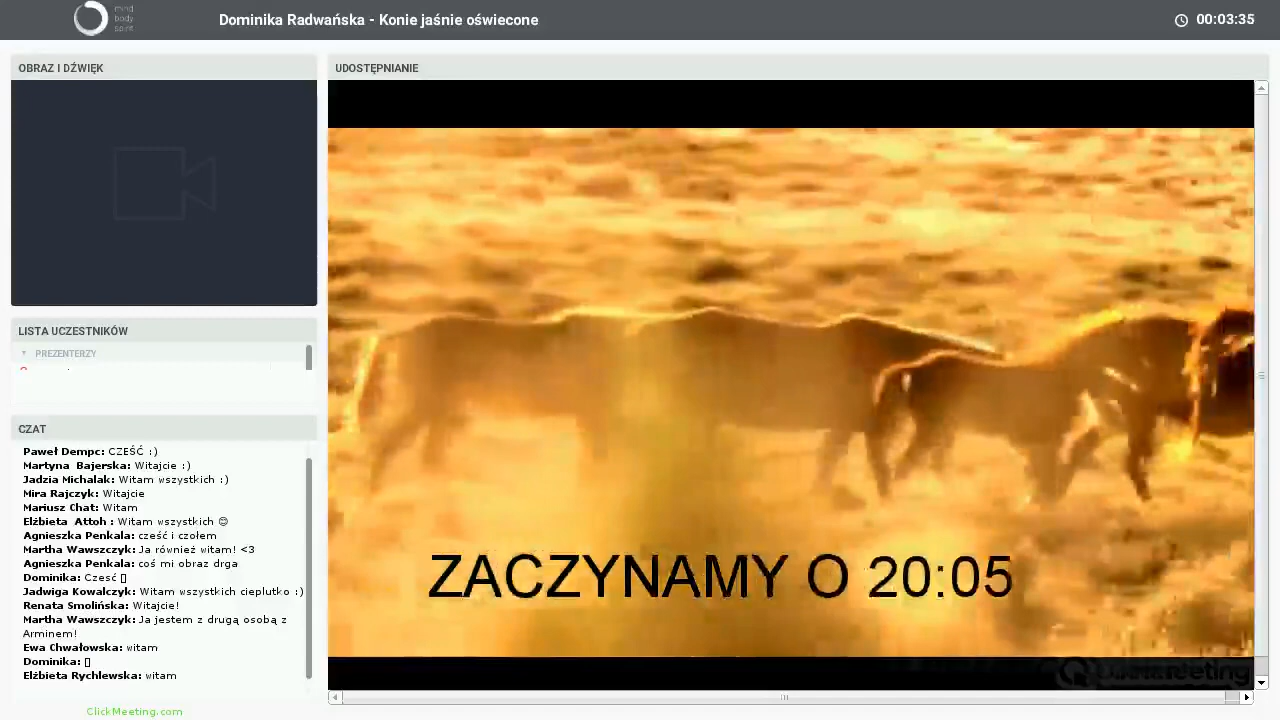 mind
body
spirit
Dominika Radwańska - Konie jaśnie oświecone
00:03:35
OBRAZ I DŹWIĘK
UDOSTĘPNIANIE
LISTA UCZESTNIKÓW
PREZENTERZY
CZAT
Paweł Dempc: CZEŚĆ :)
Martyna Bajerska: Witajcie :)
Jadzia Michalak: Witam wszystkich :)
Mira Rajczyk: Witajcie
Mariusz Chat: Witam
Elżbieta Attoh : Witam wszystkich ☺
Agnieszka Penkala: cześć i czołem
Martha Wawszczyk: Ja również witam! <3
Agnieszka Penkala: coś mi obraz drga
Dominika: Czesć
Jadwiga Kowalczyk: Witam wszystkich cieplutko :)
Renata Smolińska: Witajcie!
Martha Wawszczyk: Ja jestem z drugą osobą z
Arminem!
Ewa Chwałowska: witam
Dominika:
Elżbieta Rychlewska: witam
ZACZYNAMY O 20:05
ClickMeeting.com